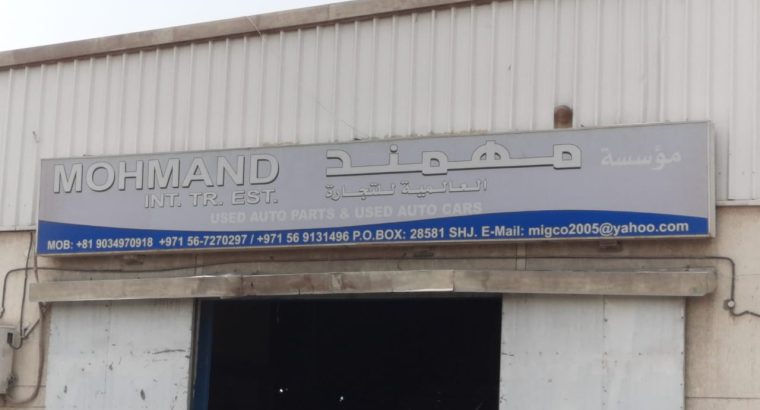 MOHMAND
INT. TR. EST.
مؤسسة مهمند
العالمية للتجارة
USED AUTO PARTS & USED AUTO CARS
MOB: +81 9034970918 +971 56-7270297 / +971 56 9131496 P.O.BOX: 28581 SHJ. E-Mail: migco2005@yahoo.com